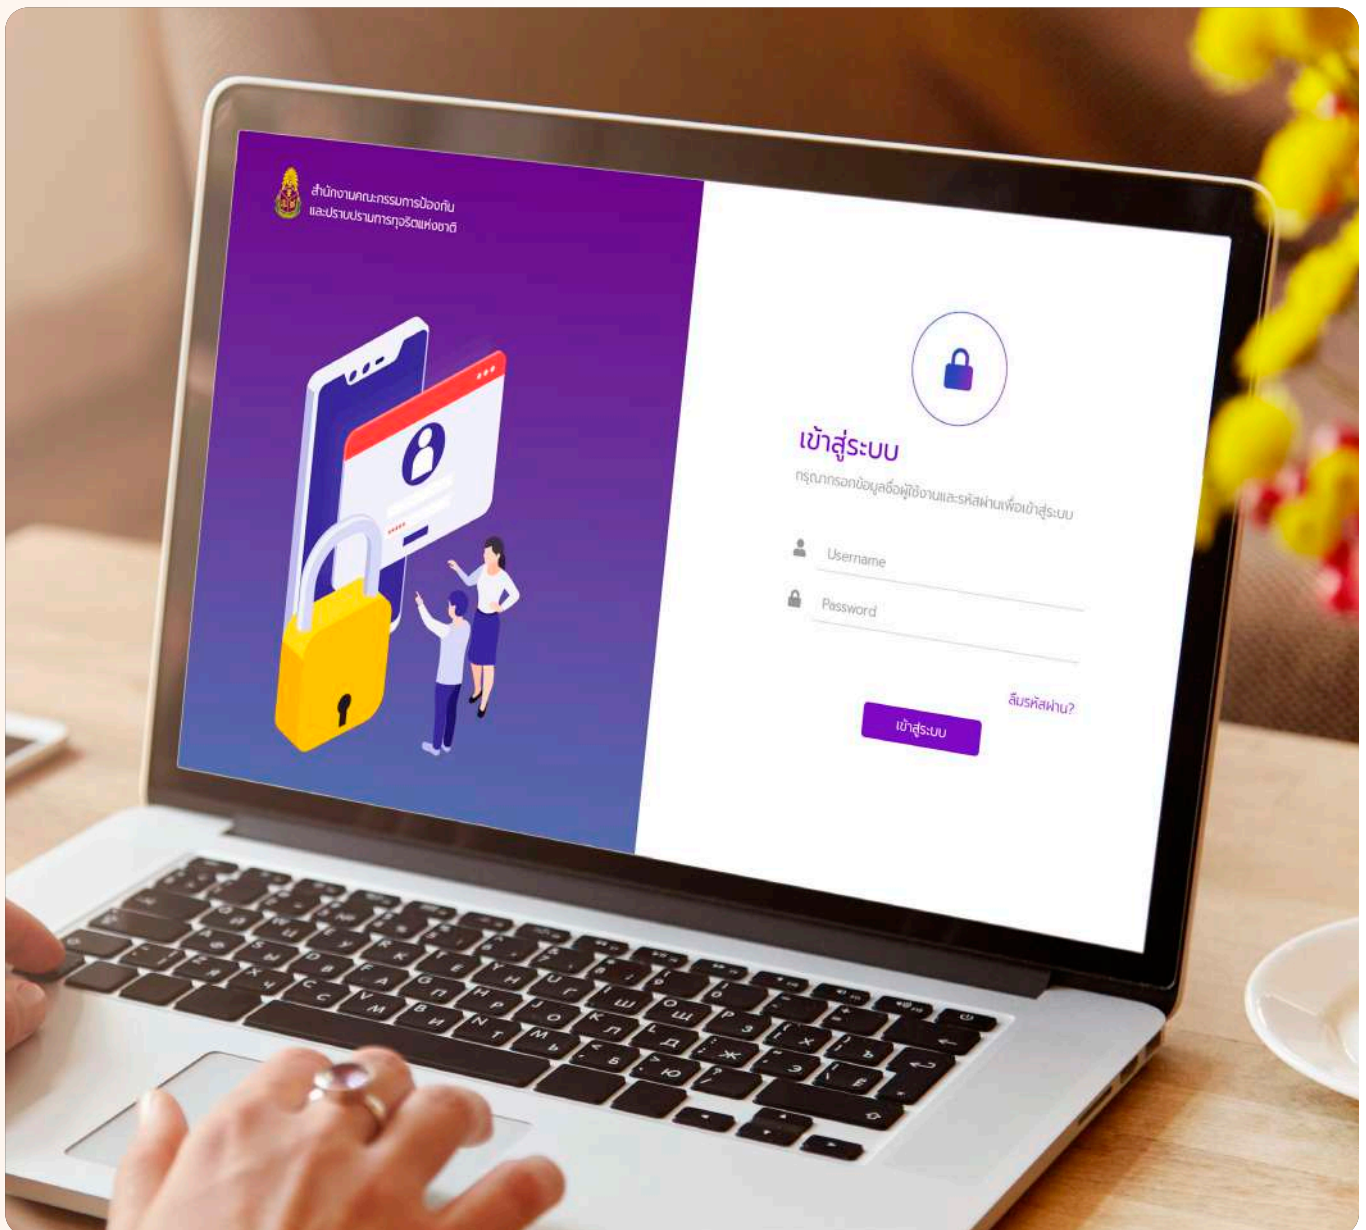 สำนักงานคณะกรรมการป้องกัน
และปราบปรามการทุจริตแห่งชาติ
เข้าสู่ระบบ
กรุณากรอกข้อมูลชื่อผู้ใช้งานและรหัสผ่านเพื่อเข้าสู่ระบบ
Username
Password
ลืมรหัสผ่าน?
เข้าสู่ระบบ